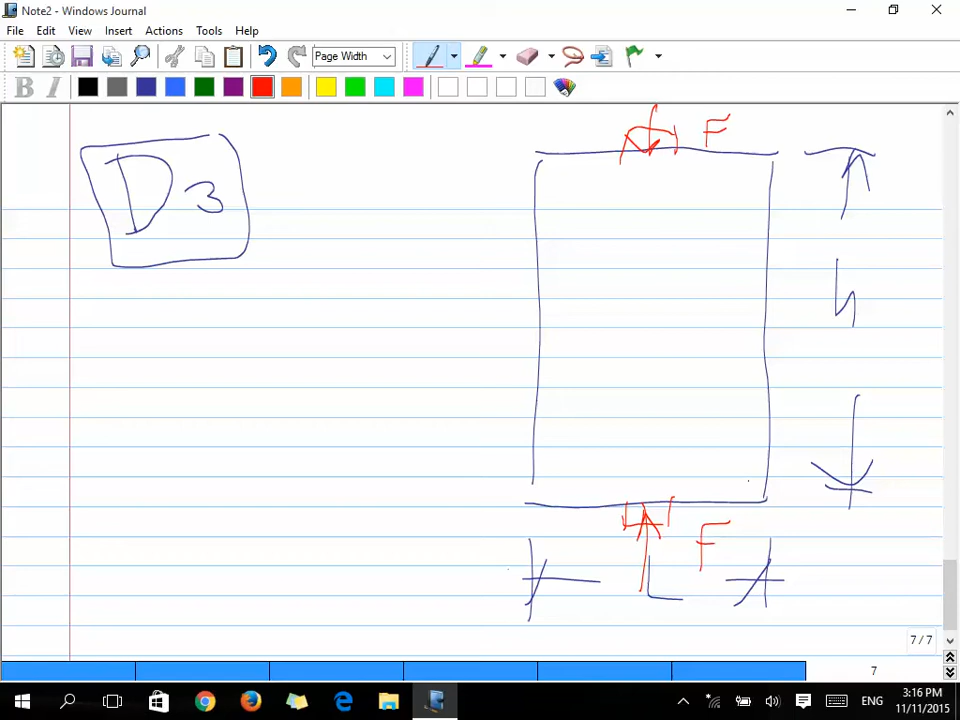 Note2 - Windows Journal
File Edit View Insert Actions Tools Help
Page Width
B I
F
D 3
h
F
L
7 / 7
7
ENG
3:16 PM
11/11/2015